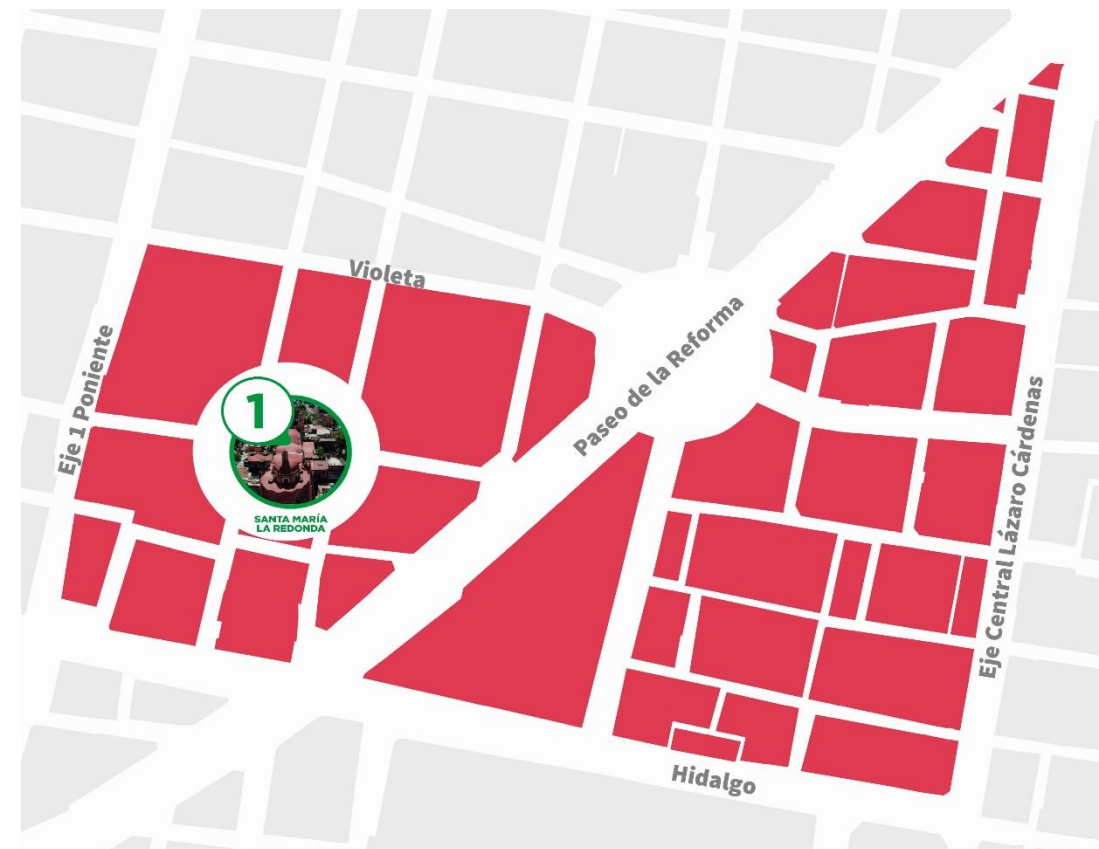 Violeta
Eje 1 Poniente
1
SANTA MARÍA
LA REDONDA
Paseo de la Reforma
Eje Central Lázaro Cárdenas
Hidalgo